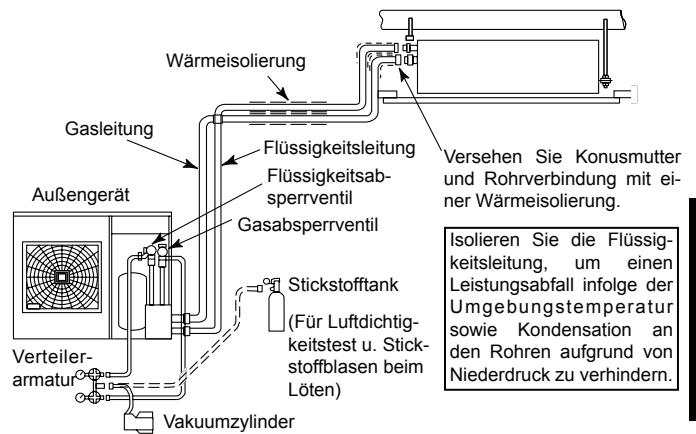 Wärmeisolierung
Gasleitung
Flüssigkeitsleitung
Flüssigkeitsab-
sperrventil
Gasabsperrventil
Außengerät
Versehen Sie Konusmutter
und Rohrverbindung mit ei-
ner Wärmeisolierung.
Isolieren Sie die Flüssig-
keitsleitung, um einen
Leistungsabfall infolge der
Umgebungstemperatur
sowie Kondensation an
den Rohren aufgrund von
Niederdruck zu verhindern.
Stickstofftank
(Für Luftdichtig-
keitstest u. Stick-
stoffblasen beim
Löten)
Verteiler-
armatur
Vakuumzylinder